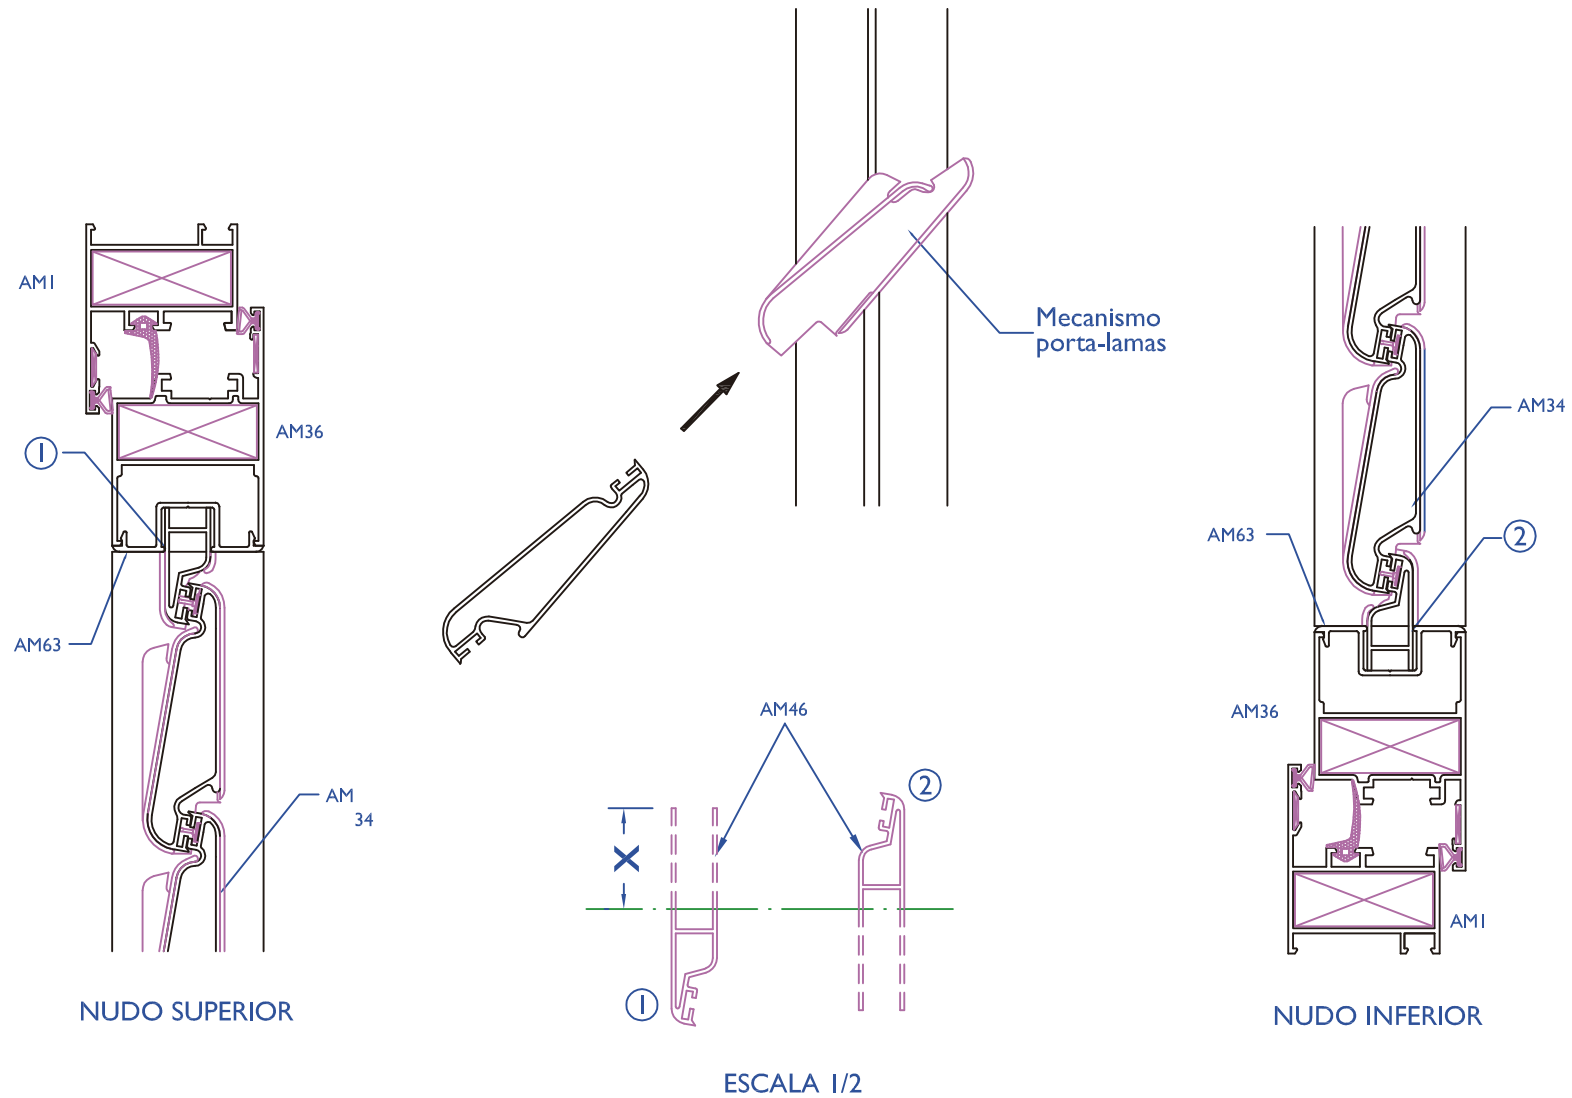 AM1
AM36
1
AM63
AM
34
NUDO SUPERIOR
Mecanismo
porta-lamas
AM46
X
1
2
ESCALA 1/2
AM34
AM63
2
AM36
AM1
NUDO INFERIOR